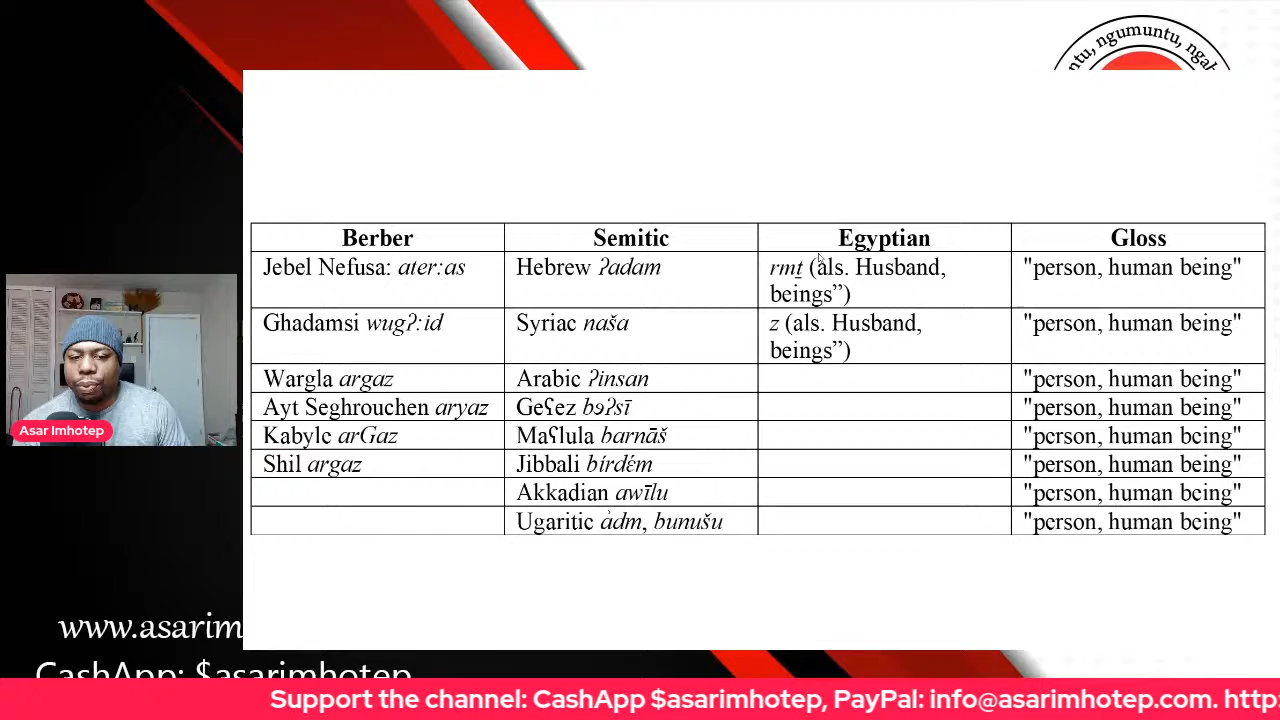 ntu, ngumuntu, ngab
Berber Semitic Egyptian Gloss
Jebel Nefusa: ater:as Hebrew ʔadam rmṯ (als. Husband, beings”) "person, human being"
Ghadamsi wugʔ:id Syriac naša z (als. Husband, beings”) "person, human being"
Wargla argaz Arabic ʔinsan "person, human being"
Ayt Seghrouchen aryaz Geʕez bɘʔsī "person, human being"
Kabyle arGaz Maʕlula barnāš "person, human being"
Shil argaz Jibbali bírdέm "person, human being"
Akkadian awīlu "person, human being"
Ugaritic ảdm, bunušu "person, human being"
Asar Imhotep
www.asarim
CashApp: $asarimhotep
Support the channel: CashApp $asarimhotep, PayPal: info@asarimhotep.com. http